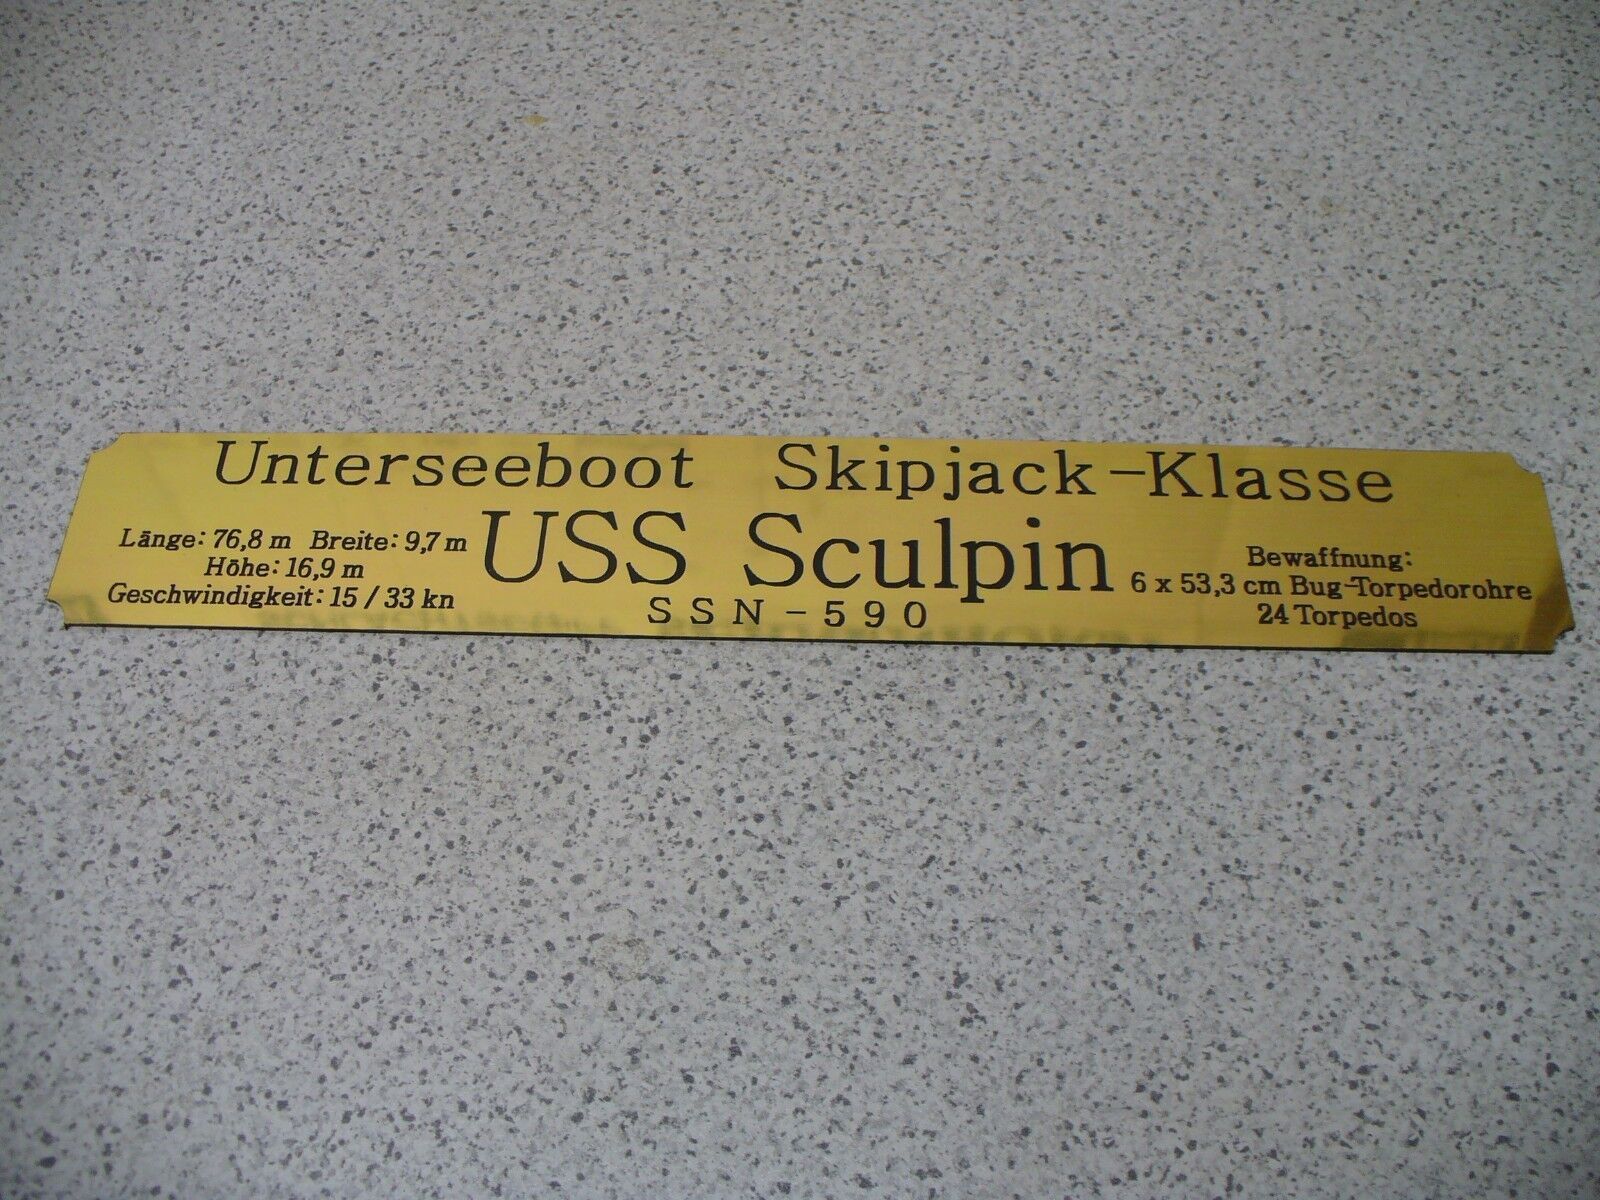 Unterseeboot Skipjack-Klasse
Länge: 76,8 m Breite: 9,7 m
Höhe: 16,9 m
Geschwindigkeit: 15 / 33 kn
USS Sculpin
SSN-590
Bewaffnung:
6 x 53,3 cm Bug-Torpedorohre
24 Torpedos